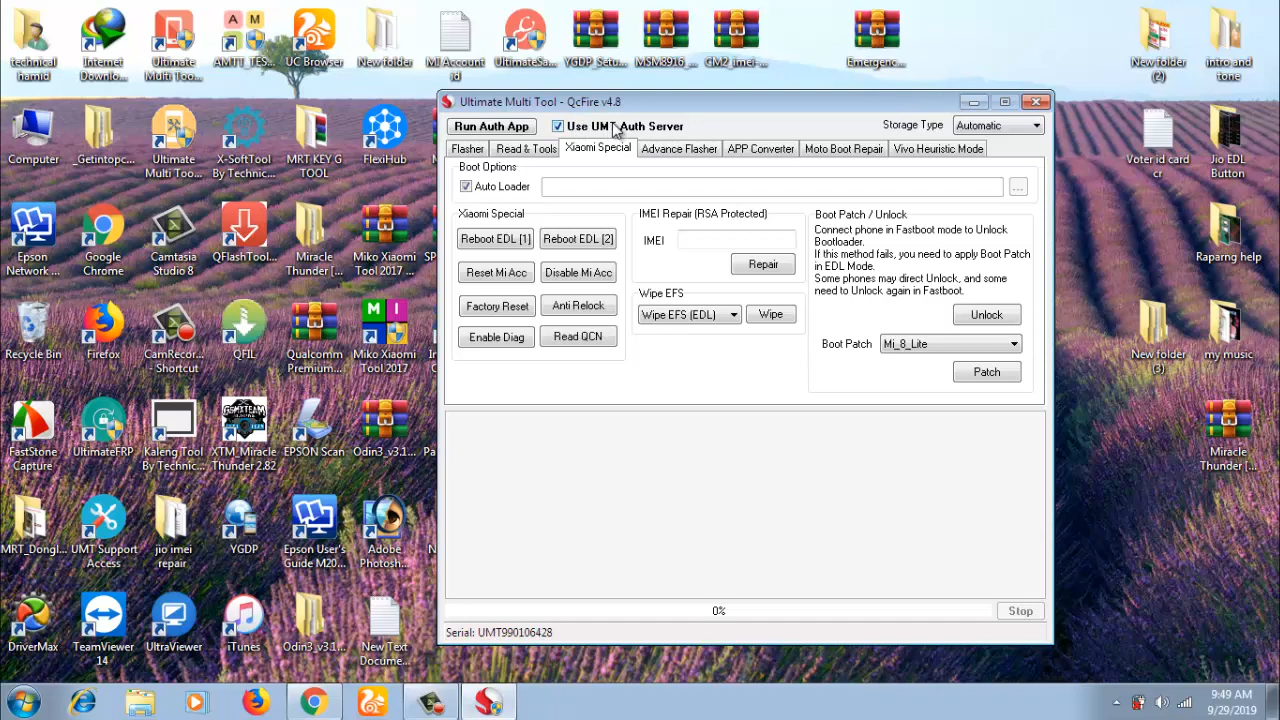 technical
hamid
Internet
Downlo...
Ultimate
Multi Too...
A M
AMTT_TES...
UC Browser
New folder
MI Account
id
UltimateSa...
YGDP_Setu...
MSM8916_...
CM2_imei-...
Emergenc...
New folder
(2)
intro and
tone
Ultimate Multi Tool - QcFire v4.8
Run Auth App
Use UMT Auth Server
Storage Type
Automatic
Flasher
Read & Tools
Xiaomi Special
Advance Flasher
APP Converter
Moto Boot Repair
Vivo Heuristic Mode
Boot Options
Auto Loader
...
Xiaomi Special
Reboot EDL [1]
Reboot EDL [2]
Reset Mi Acc
Disable Mi Acc
Factory Reset
Anti Relock
Enable Diag
Read QCN
IMEI Repair (RSA Protected)
IMEI
Repair
Wipe EFS
Wipe EFS (EDL)
Wipe
Boot Patch / Unlock
Connect phone in Fastboot mode to Unlock
Bootloader.
If this method fails, you need to apply Boot Patch
in EDL Mode.
Some phones may direct Unlock, and some
need to Unlock again in Fastboot.
Unlock
Boot Patch
Mi_8_Lite
Patch
0%
Stop
Serial: UMT990106428
Computer
_Getintopc...
Ultimate
Multi Too...
X-SoftTool
By Technic...
MRT KEY G
TOOL
FlexiHub
Voter id card
cr
Jio EDL
Button
Epson
Network ...
Google
Chrome
Camtasia
Studio 8
QFlashTool...
Miracle
Thunder [...
Miko Xiaomi
Tool 2017 ...
Raparng help
Recycle Bin
Firefox
CamRecor...
- Shortcut
QFIL
Qualcomm
Premium...
M I
Miko Xiaomi
Tool 2017
New folder
(3)
my music
FastStone
Capture
UltimateFRP
Kaleng Tool
By Technic...
GSMXTEAM
XTM_Miracle
Thunder 2.82
EPSON Scan
Odin3_v3.1...
Miracle
Thunder [...
MRT_Dongl...
UMT Support
Access
jio imei
repair
YGDP
Epson User's
Guide M20...
Adobe
Photosh...
DriverMax
TeamViewer
14
UltraViewer
iTunes
Odin3_v3.1...
New Text
Docume...
9:49 AM
9/29/2019